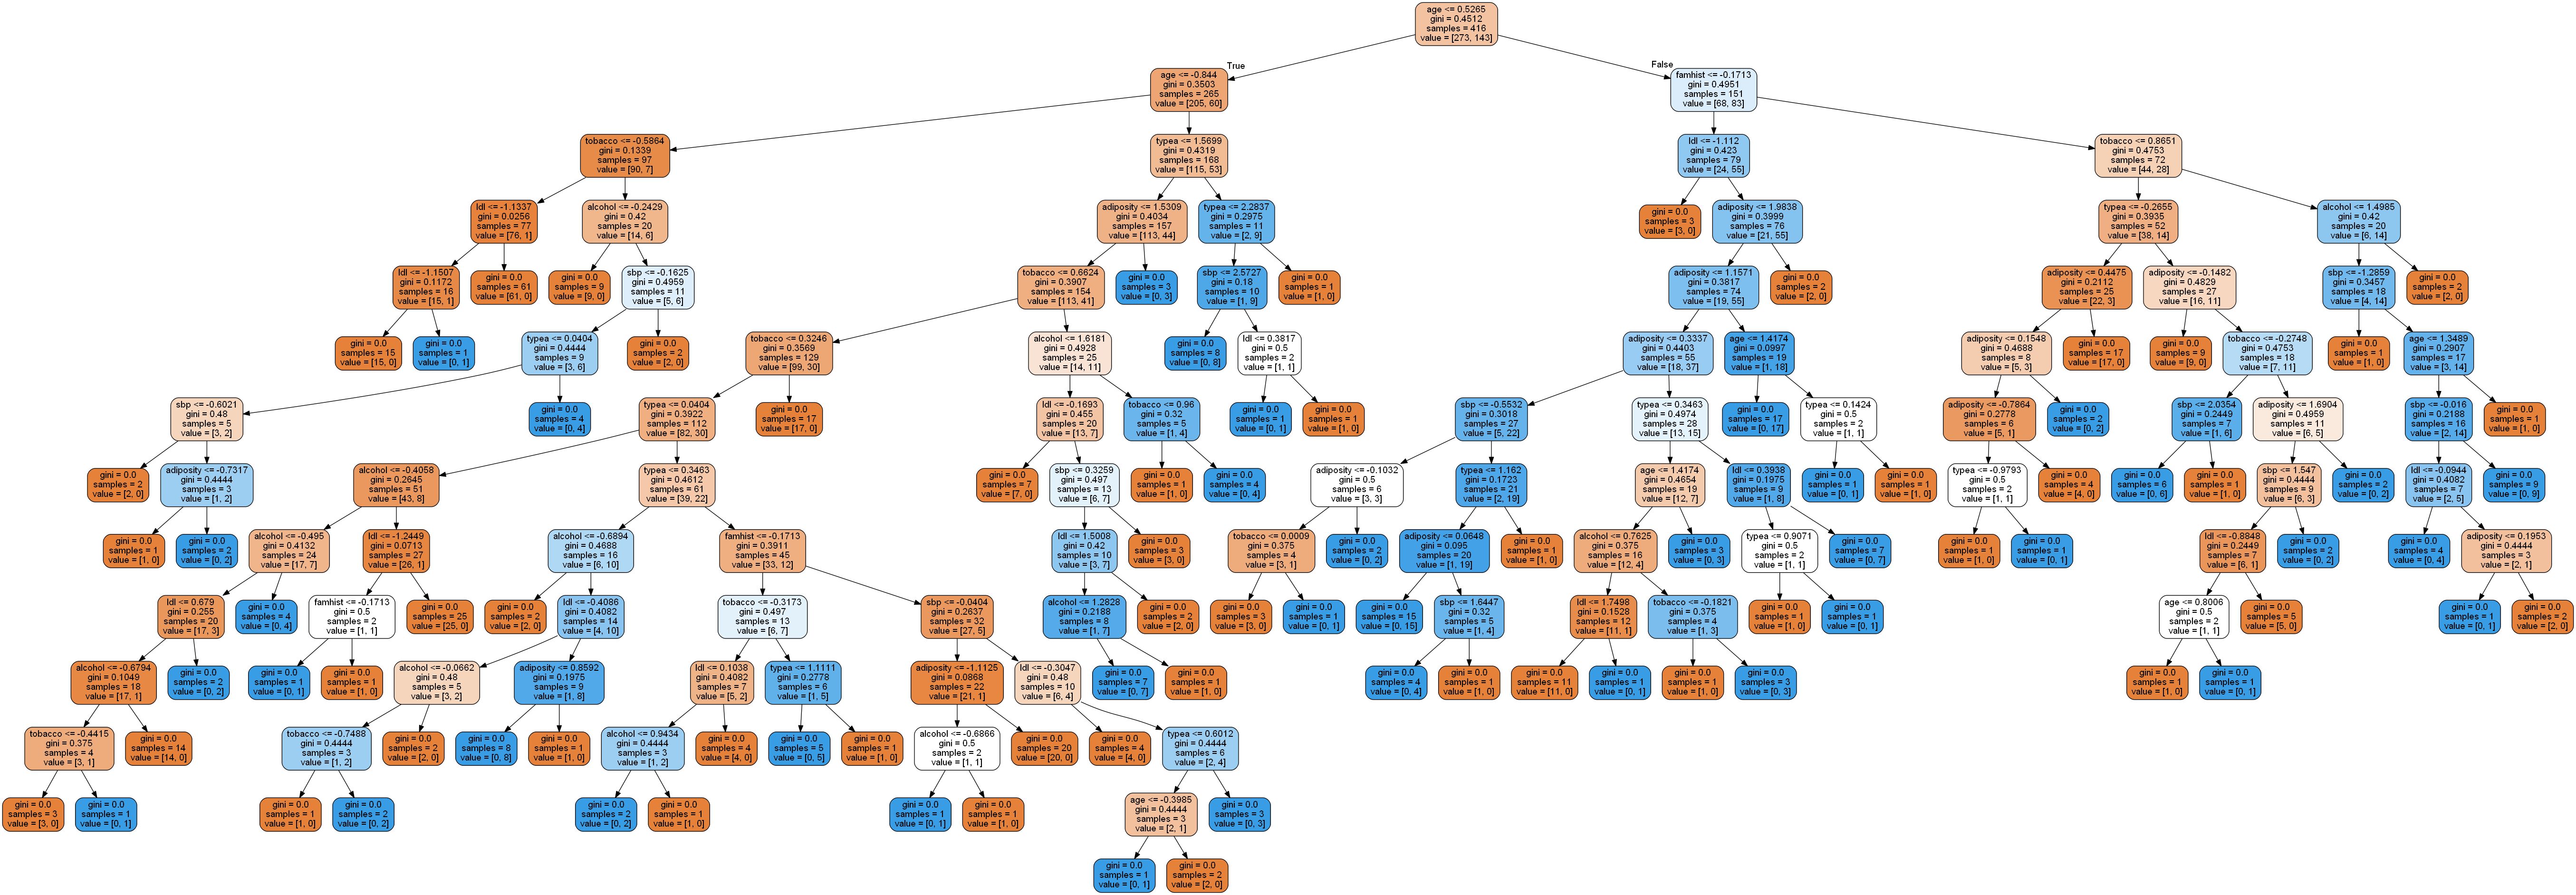 age <= 0.5265
gini = 0.4512
samples = 416
value = [273, 143]
True
False
age <= -0.844
gini = 0.3503
samples = 265
value = [205, 60]
famhist <= -0.1713
gini = 0.4951
samples = 151
value = [68, 83]
tobacco <= -0.5864
gini = 0.1339
samples = 97
value = [90, 7]
typea <= 1.5699
gini = 0.4319
samples = 168
value = [115, 53]
ldl <= -1.112
gini = 0.423
samples = 79
value = [24, 55]
tobacco <= 0.8651
gini = 0.4753
samples = 72
value = [44, 28]
ldl <= -1.1337
gini = 0.0256
samples = 77
value = [76, 1]
alcohol <= -0.2429
gini = 0.42
samples = 20
value = [14, 6]
adiposity <= 1.5309
gini = 0.4034
samples = 157
value = [113, 44]
typea <= 2.2837
gini = 0.2975
samples = 11
value = [2, 9]
gini = 0.0
samples = 3
value = [3, 0]
adiposity <= 1.9838
gini = 0.3999
samples = 76
value = [21, 55]
typea <= -0.2655
gini = 0.3935
samples = 52
value = [38, 14]
alcohol <= 1.4985
gini = 0.42
samples = 20
value = [6, 14]
ldl <= -1.1507
gini = 0.1172
samples = 16
value = [15, 1]
gini = 0.0
samples = 61
value = [61, 0]
gini = 0.0
samples = 9
value = [9, 0]
sbp <= -0.1625
gini = 0.4959
samples = 11
value = [5, 6]
tobacco <= 0.6624
gini = 0.3907
samples = 154
value = [113, 41]
gini = 0.0
samples = 3
value = [0, 3]
sbp <= 2.5727
gini = 0.18
samples = 10
value = [1, 9]
gini = 0.0
samples = 1
value = [1, 0]
adiposity <= 1.1571
gini = 0.3817
samples = 74
value = [19, 55]
gini = 0.0
samples = 2
value = [2, 0]
adiposity <= 0.4475
gini = 0.2112
samples = 25
value = [22, 3]
adiposity <= -0.1482
gini = 0.4829
samples = 27
value = [16, 11]
sbp <= -1.2859
gini = 0.3457
samples = 18
value = [4, 14]
gini = 0.0
samples = 2
value = [2, 0]
gini = 0.0
samples = 15
value = [15, 0]
gini = 0.0
samples = 1
value = [0, 1]
typea <= 0.0404
gini = 0.4444
samples = 9
value = [3, 6]
gini = 0.0
samples = 2
value = [2, 0]
tobacco <= 0.3246
gini = 0.3569
samples = 129
value = [99, 30]
alcohol <= 1.6181
gini = 0.4928
samples = 25
value = [14, 11]
gini = 0.0
samples = 8
value = [0, 8]
ldl <= 0.3817
gini = 0.5
samples = 2
value = [1, 1]
adiposity <= 0.3337
gini = 0.4403
samples = 55
value = [18, 37]
age <= 1.4174
gini = 0.0997
samples = 19
value = [1, 18]
adiposity <= 0.1548
gini = 0.4688
samples = 8
value = [5, 3]
gini = 0.0
samples = 17
value = [17, 0]
gini = 0.0
samples = 9
value = [9, 0]
tobacco <= -0.2748
gini = 0.4753
samples = 18
value = [7, 11]
gini = 0.0
samples = 1
value = [1, 0]
age <= 1.3489
gini = 0.2907
samples = 17
value = [3, 14]
sbp <= -0.6021
gini = 0.48
samples = 5
value = [3, 2]
gini = 0.0
samples = 4
value = [0, 4]
typea <= 0.0404
gini = 0.3922
samples = 112
value = [82, 30]
gini = 0.0
samples = 17
value = [17, 0]
ldl <= -0.1693
gini = 0.455
samples = 20
value = [13, 7]
tobacco <= 0.96
gini = 0.32
samples = 5
value = [1, 4]
gini = 0.0
samples = 1
value = [0, 1]
gini = 0.0
samples = 1
value = [1, 0]
sbp <= -0.5532
gini = 0.3018
samples = 27
value = [5, 22]
typea <= 0.3463
gini = 0.4974
samples = 28
value = [13, 15]
gini = 0.0
samples = 17
value = [0, 17]
typea <= 0.1424
gini = 0.5
samples = 2
value = [1, 1]
adiposity <= -0.7864
gini = 0.2778
samples = 6
value = [5, 1]
gini = 0.0
samples = 2
value = [0, 2]
sbp <= 2.0354
gini = 0.2449
samples = 7
value = [1, 6]
adiposity <= 1.6904
gini = 0.4959
samples = 11
value = [6, 5]
sbp <= -0.016
gini = 0.2188
samples = 16
value = [2, 14]
gini = 0.0
samples = 1
value = [1, 0]
gini = 0.0
samples = 2
value = [2, 0]
adiposity <= -0.7317
gini = 0.4444
samples = 3
value = [1, 2]
alcohol <= -0.4058
gini = 0.2645
samples = 51
value = [43, 8]
typea <= 0.3463
gini = 0.4612
samples = 61
value = [39, 22]
gini = 0.0
samples = 7
value = [7, 0]
sbp <= 0.3259
gini = 0.497
samples = 13
value = [6, 7]
gini = 0.0
samples = 1
value = [1, 0]
gini = 0.0
samples = 4
value = [0, 4]
adiposity <= -0.1032
gini = 0.5
samples = 6
value = [3, 3]
typea <= 1.162
gini = 0.1723
samples = 21
value = [2, 19]
age <= 1.4174
gini = 0.4654
samples = 19
value = [12, 7]
ldl <= 0.3938
gini = 0.1975
samples = 9
value = [1, 8]
gini = 0.0
samples = 1
value = [0, 1]
gini = 0.0
samples = 1
value = [1, 0]
typea <= -0.9793
gini = 0.5
samples = 2
value = [1, 1]
gini = 0.0
samples = 4
value = [4, 0]
gini = 0.0
samples = 6
value = [0, 6]
gini = 0.0
samples = 1
value = [1, 0]
sbp <= 1.547
gini = 0.4444
samples = 9
value = [6, 3]
gini = 0.0
samples = 2
value = [0, 2]
ldl <= -0.0944
gini = 0.4082
samples = 7
value = [2, 5]
gini = 0.0
samples = 9
value = [0, 9]
gini = 0.0
samples = 1
value = [1, 0]
gini = 0.0
samples = 2
value = [0, 2]
alcohol <= -0.495
gini = 0.4132
samples = 24
value = [17, 7]
ldl <= -1.2449
gini = 0.0713
samples = 27
value = [26, 1]
alcohol <= -0.6894
gini = 0.4688
samples = 16
value = [6, 10]
famhist <= -0.1713
gini = 0.3911
samples = 45
value = [33, 12]
ldl <= 1.5008
gini = 0.42
samples = 10
value = [3, 7]
gini = 0.0
samples = 3
value = [3, 0]
tobacco <= 0.0009
gini = 0.375
samples = 4
value = [3, 1]
gini = 0.0
samples = 2
value = [0, 2]
adiposity <= 0.0648
gini = 0.095
samples = 20
value = [1, 19]
gini = 0.0
samples = 1
value = [1, 0]
alcohol <= 0.7625
gini = 0.375
samples = 16
value = [12, 4]
gini = 0.0
samples = 3
value = [0, 3]
typea <= 0.9071
gini = 0.5
samples = 2
value = [1, 1]
gini = 0.0
samples = 7
value = [0, 7]
gini = 0.0
samples = 1
value = [1, 0]
gini = 0.0
samples = 1
value = [0, 1]
ldl <= -0.8848
gini = 0.2449
samples = 7
value = [6, 1]
gini = 0.0
samples = 2
value = [0, 2]
gini = 0.0
samples = 4
value = [0, 4]
adiposity <= 0.1953
gini = 0.4444
samples = 3
value = [2, 1]
ldl <= 0.679
gini = 0.255
samples = 20
value = [17, 3]
gini = 0.0
samples = 4
value = [0, 4]
famhist <= -0.1713
gini = 0.5
samples = 2
value = [1, 1]
gini = 0.0
samples = 25
value = [25, 0]
gini = 0.0
samples = 2
value = [2, 0]
ldl <= -0.4086
gini = 0.4082
samples = 14
value = [4, 10]
tobacco <= -0.3173
gini = 0.497
samples = 13
value = [6, 7]
sbp <= -0.0404
gini = 0.2637
samples = 32
value = [27, 5]
alcohol <= 1.2828
gini = 0.2188
samples = 8
value = [1, 7]
gini = 0.0
samples = 2
value = [2, 0]
gini = 0.0
samples = 3
value = [3, 0]
gini = 0.0
samples = 1
value = [0, 1]
gini = 0.0
samples = 15
value = [0, 15]
sbp <= 1.6447
gini = 0.32
samples = 5
value = [1, 4]
ldl <= 1.7498
gini = 0.1528
samples = 12
value = [11, 1]
tobacco <= -0.1821
gini = 0.375
samples = 4
value = [1, 3]
gini = 0.0
samples = 1
value = [1, 0]
gini = 0.0
samples = 1
value = [0, 1]
age <= 0.8006
gini = 0.5
samples = 2
value = [1, 1]
gini = 0.0
samples = 5
value = [5, 0]
gini = 0.0
samples = 1
value = [0, 1]
gini = 0.0
samples = 2
value = [2, 0]
alcohol <= -0.6794
gini = 0.1049
samples = 18
value = [17, 1]
gini = 0.0
samples = 2
value = [0, 2]
gini = 0.0
samples = 1
value = [0, 1]
gini = 0.0
samples = 1
value = [1, 0]
alcohol <= -0.0662
gini = 0.48
samples = 5
value = [3, 2]
adiposity <= 0.8592
gini = 0.1975
samples = 9
value = [1, 8]
ldl <= 0.1038
gini = 0.4082
samples = 7
value = [5, 2]
typea <= 1.1111
gini = 0.2778
samples = 6
value = [1, 5]
adiposity <= -1.1125
gini = 0.0868
samples = 22
value = [21, 1]
ldl <= -0.3047
gini = 0.48
samples = 10
value = [6, 4]
gini = 0.0
samples = 7
value = [0, 7]
gini = 0.0
samples = 1
value = [1, 0]
gini = 0.0
samples = 4
value = [0, 4]
gini = 0.0
samples = 1
value = [1, 0]
gini = 0.0
samples = 11
value = [11, 0]
gini = 0.0
samples = 1
value = [0, 1]
gini = 0.0
samples = 1
value = [1, 0]
gini = 0.0
samples = 3
value = [0, 3]
gini = 0.0
samples = 1
value = [1, 0]
gini = 0.0
samples = 1
value = [0, 1]
tobacco <= -0.4415
gini = 0.375
samples = 4
value = [3, 1]
gini = 0.0
samples = 14
value = [14, 0]
tobacco <= -0.7488
gini = 0.4444
samples = 3
value = [1, 2]
gini = 0.0
samples = 2
value = [2, 0]
gini = 0.0
samples = 8
value = [0, 8]
gini = 0.0
samples = 1
value = [1, 0]
alcohol <= 0.9434
gini = 0.4444
samples = 3
value = [1, 2]
gini = 0.0
samples = 4
value = [4, 0]
gini = 0.0
samples = 5
value = [0, 5]
gini = 0.0
samples = 1
value = [1, 0]
alcohol <= -0.6866
gini = 0.5
samples = 2
value = [1, 1]
gini = 0.0
samples = 20
value = [20, 0]
gini = 0.0
samples = 4
value = [4, 0]
typea <= 0.6012
gini = 0.4444
samples = 6
value = [2, 4]
gini = 0.0
samples = 3
value = [3, 0]
gini = 0.0
samples = 1
value = [0, 1]
gini = 0.0
samples = 1
value = [1, 0]
gini = 0.0
samples = 2
value = [0, 2]
gini = 0.0
samples = 2
value = [0, 2]
gini = 0.0
samples = 1
value = [1, 0]
gini = 0.0
samples = 1
value = [0, 1]
gini = 0.0
samples = 1
value = [1, 0]
age <= -0.3985
gini = 0.4444
samples = 3
value = [2, 1]
gini = 0.0
samples = 3
value = [0, 3]
gini = 0.0
samples = 1
value = [0, 1]
gini = 0.0
samples = 2
value = [2, 0]